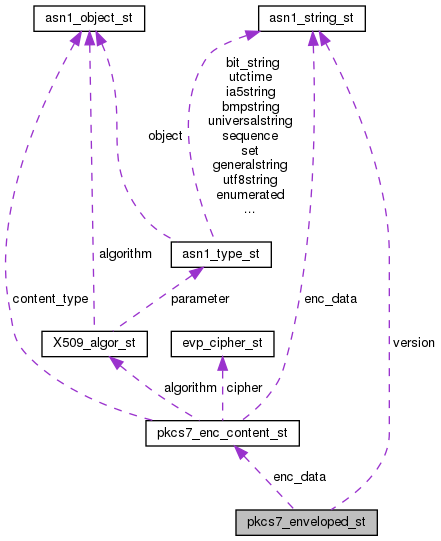 asn1_object_st
asn1_string_st
bit_string
utctime
ia5string
bmpstring
universalstring
sequence
set
generalstring
utf8string
enumerated
...
object
asn1_type_st
algorithm
content_type
parameter
enc_data
version
X509_algor_st
evp_cipher_st
algorithm
cipher
pkcs7_enc_content_st
enc_data
pkcs7_enveloped_st